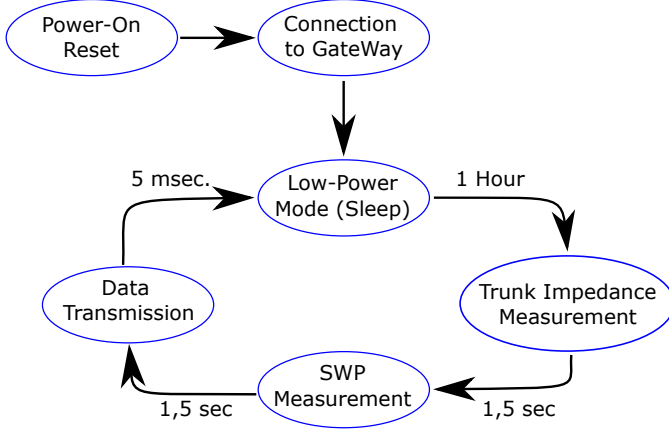 Power-On
Reset
Connection
to GateWay
5 msec.
Low-Power
Mode (Sleep)
1 Hour
Data
Transmission
Trunk Impedance
Measurement
SWP
Measurement
1,5 sec
1,5 sec